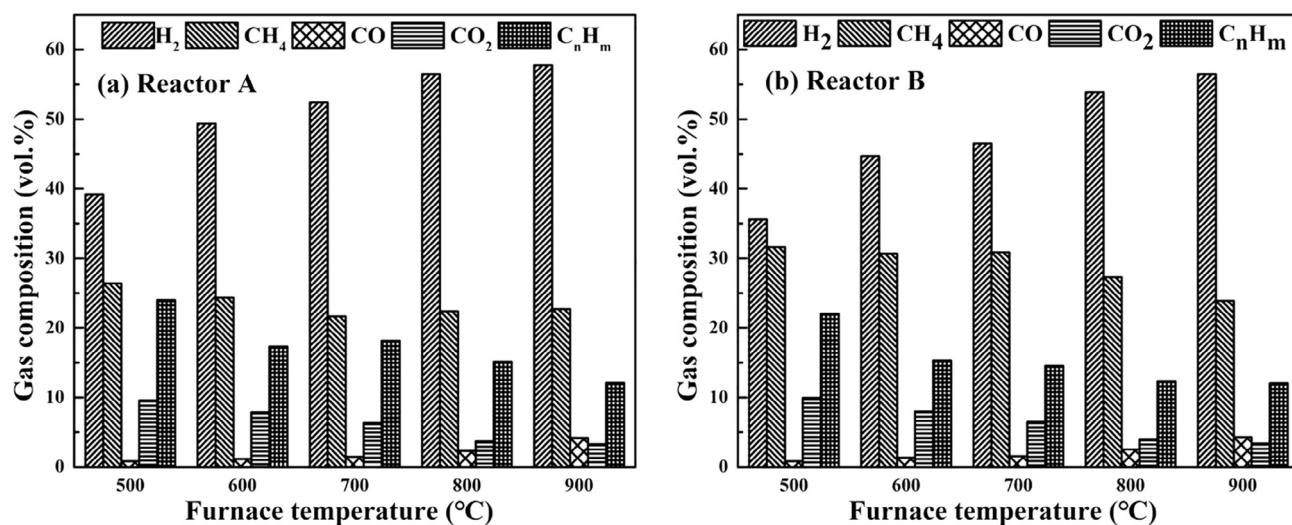 H₂ CH₄ CO CO₂ CₙHₘ
(a) Reactor A
Gas composition (vol.%)
60
50
40
30
20
10
0
500 600 700 800 900
Furnace temperature (℃)
H₂ CH₄ CO CO₂ CₙHₘ
(b) Reactor B
Gas composition (vol.%)
60
50
40
30
20
10
0
500 600 700 800 900
Furnace temperature (℃)